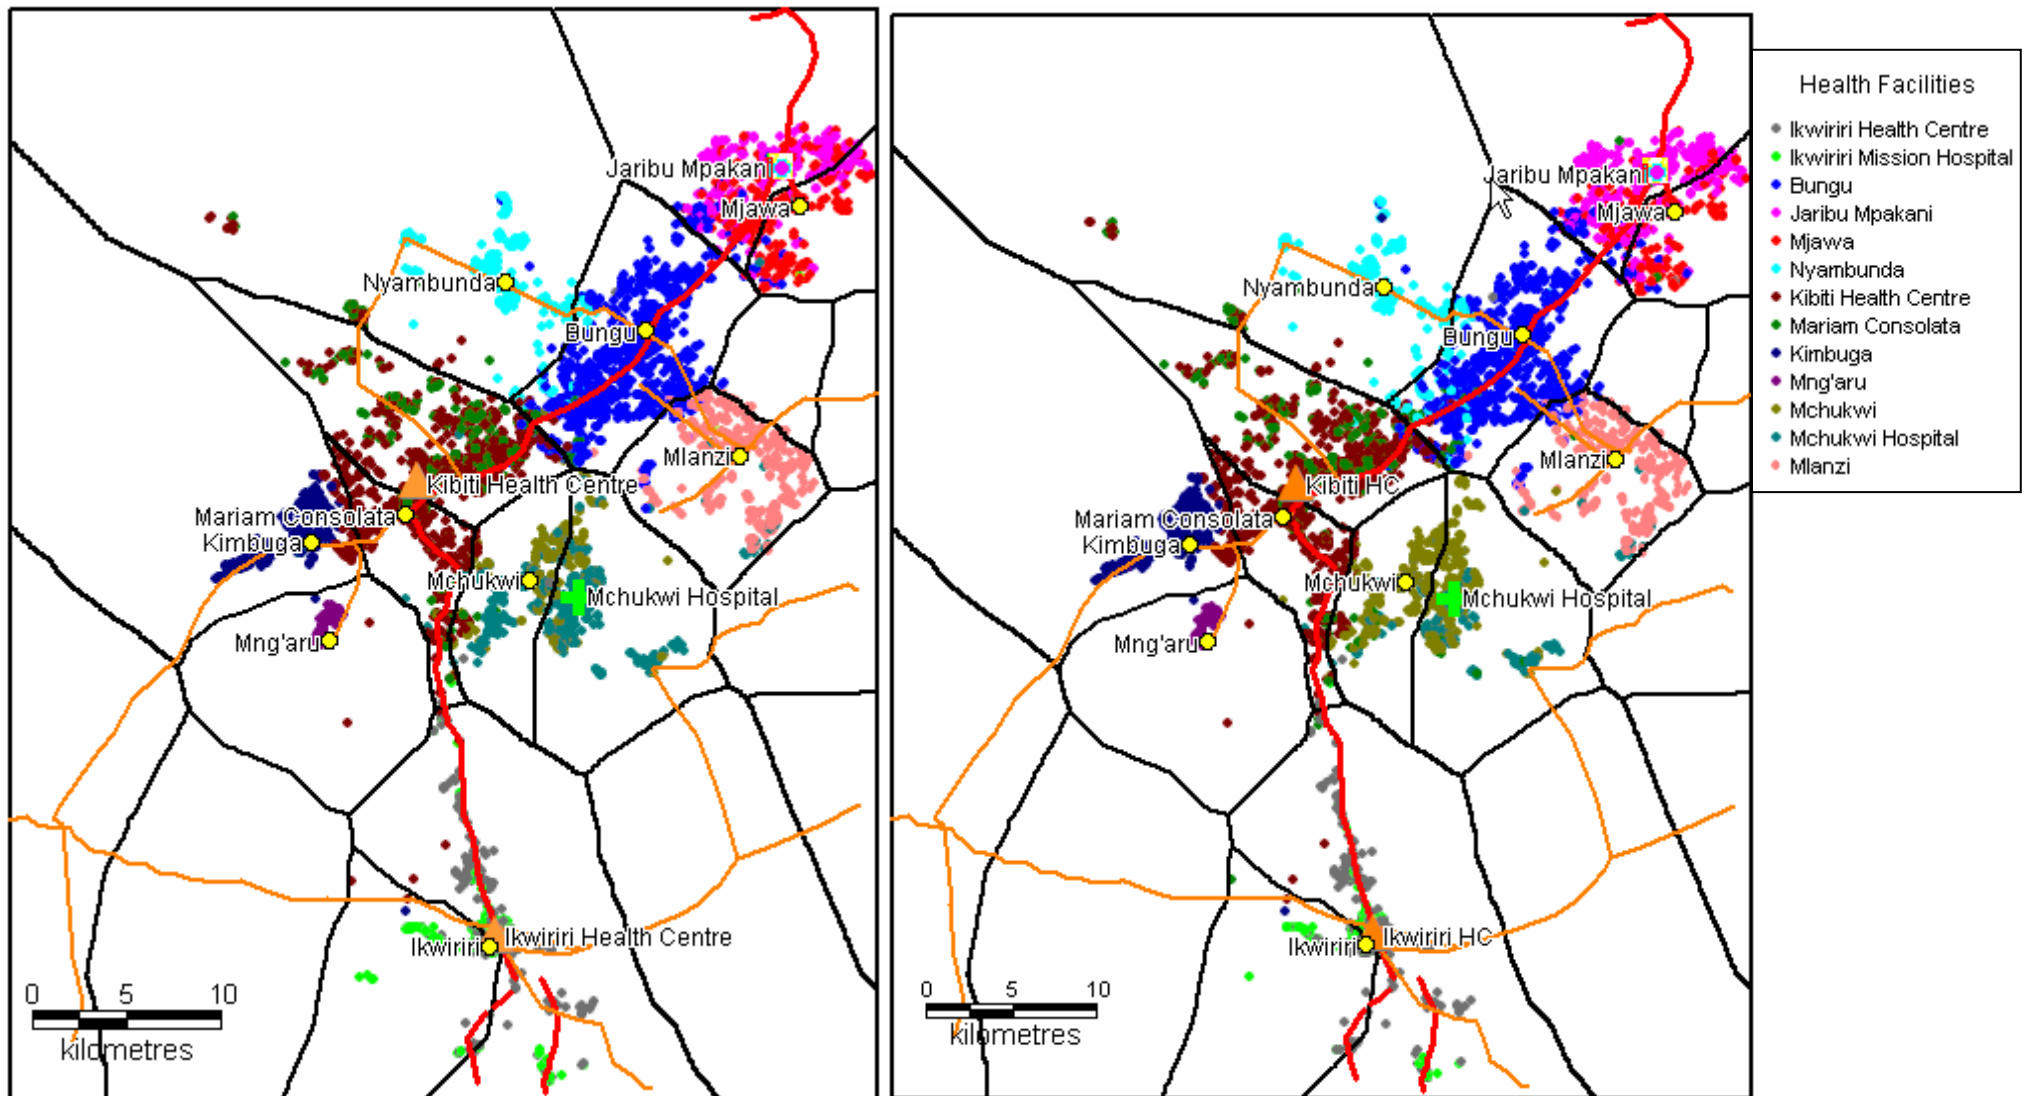 Jaribu Mpakani
Mjawa
Nyambunda
Bungu
Mlanzi
Kibiti Health Centre
Mariam Consolata
Kimbuga
Mchukwi
Mchukwi Hospital
Mng'aru
Ikwiriri Health Centre
Ikwiriri
0 5 10
kilometres
Jaribu Mpakani
Mjawa
Nyambunda
Bungu
Mlanzi
Kibiti HC
Mariam Consolata
Kimbuga
Mchukwi
Mchukwi Hospital
Mng'aru
Ikwiriri HC
Ikwiriri
0 5 10
kilometres
Health Facilities
Ikwiriri Health Centre
Ikwiriri Mission Hospital
Bungu
Jaribu Mpakani
Mjawa
Nyambunda
Kibiti Health Centre
Mariam Consolata
Kimbuga
Mng'aru
Mchukwi
Mchukwi Hospital
Mlanzi